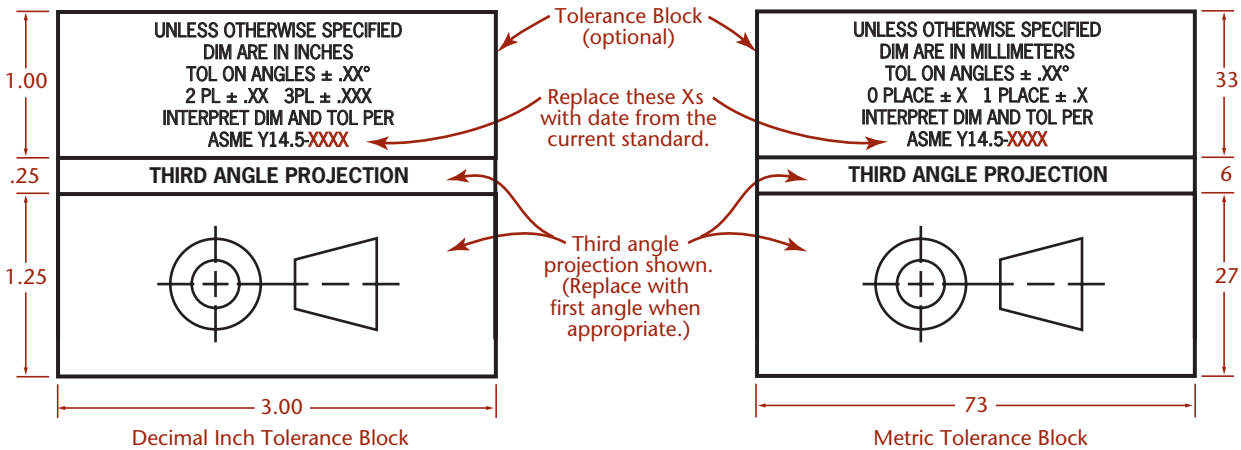 UNLESS OTHERWISE SPECIFIED
DIM ARE IN INCHES
TOL ON ANGLES ± .XX°
2 PL ± .XX 3PL ± .XXX
INTERPRET DIM AND TOL PER
ASME Y14.5-XXXX
THIRD ANGLE PROJECTION
1.00
.25
1.25
3.00
Decimal Inch Tolerance Block
Tolerance Block
(optional)
Replace these Xs
with date from the
current standard.
Third angle
projection shown.
(Replace with
first angle when
appropriate.)
UNLESS OTHERWISE SPECIFIED
DIM ARE IN MILLIMETERS
TOL ON ANGLES ± .XX°
0 PLACE ± X 1 PLACE ± .X
INTERPRET DIM AND TOL PER
ASME Y14.5-XXXX
THIRD ANGLE PROJECTION
33
6
27
73
Metric Tolerance Block